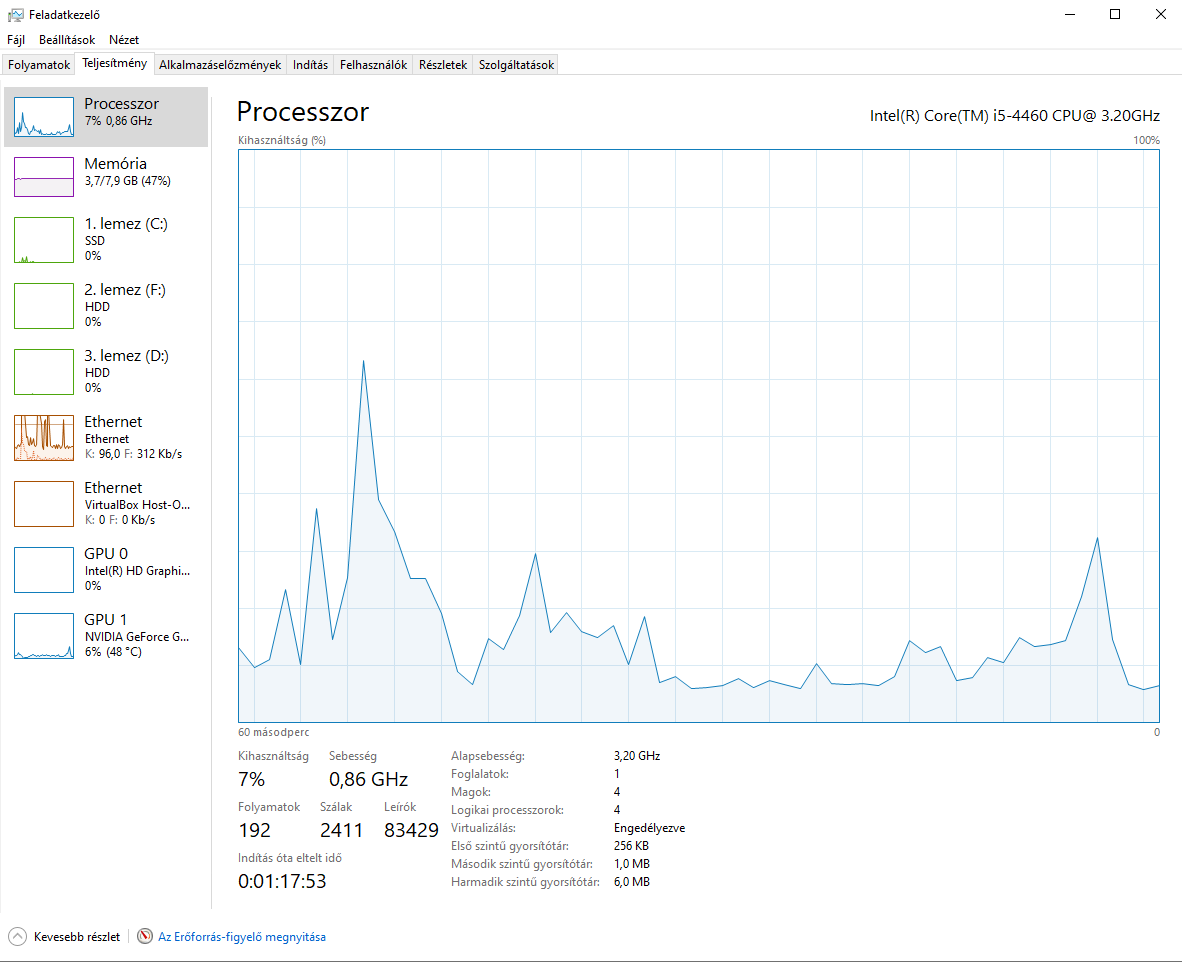 Feladatkezelő
Fájl Beállítások Nézet
Folyamatok Teljesítmény Alkalmazáselőzmények Indítás Felhasználók Részletek Szolgáltatások
Processzor
7% 0,86 GHz
Memória
3,7/7,9 GB (47%)
1. lemez (C:)
SSD
0%
2. lemez (F:)
HDD
0%
3. lemez (D:)
HDD
0%
Ethernet
Ethernet
K: 96,0 F: 312 Kb/s
Ethernet
VirtualBox Host-O...
K: 0 F: 0 Kb/s
GPU 0
Intel(R) HD Graphi...
0%
GPU 1
NVIDIA GeForce G...
6% (48 °C)
Processzor
Intel(R) Core(TM) i5-4460 CPU@ 3.20GHz
Kihasználtság (%) 100%
60 másodperc 0
Kihasználtság Sebesség
7% 0,86 GHz
Folyamatok Szálak Leírók
192 2411 83429
Indítás óta eltelt idő
0:01:17:53
Alapsebesség: 3,20 GHz
Foglalatok: 1
Magok: 4
Logikai processzorok: 4
Virtualizálás: Engedélyezve
Első szintű gyorsítótár: 256 KB
Második szintű gyorsítótár: 1,0 MB
Harmadik szintű gyorsítótár: 6,0 MB
Kevesebb részlet Az Erőforrás-figyelő megnyitása